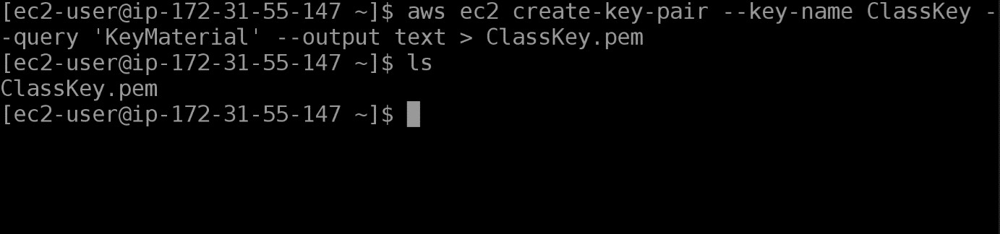 [ec2-user@ip-172-31-55-147 ~]$ aws ec2 create-key-pair --key-name ClassKey -
-query 'KeyMaterial' --output text > ClassKey.pem
[ec2-user@ip-172-31-55-147 ~]$ ls
ClassKey.pem
[ec2-user@ip-172-31-55-147 ~]$